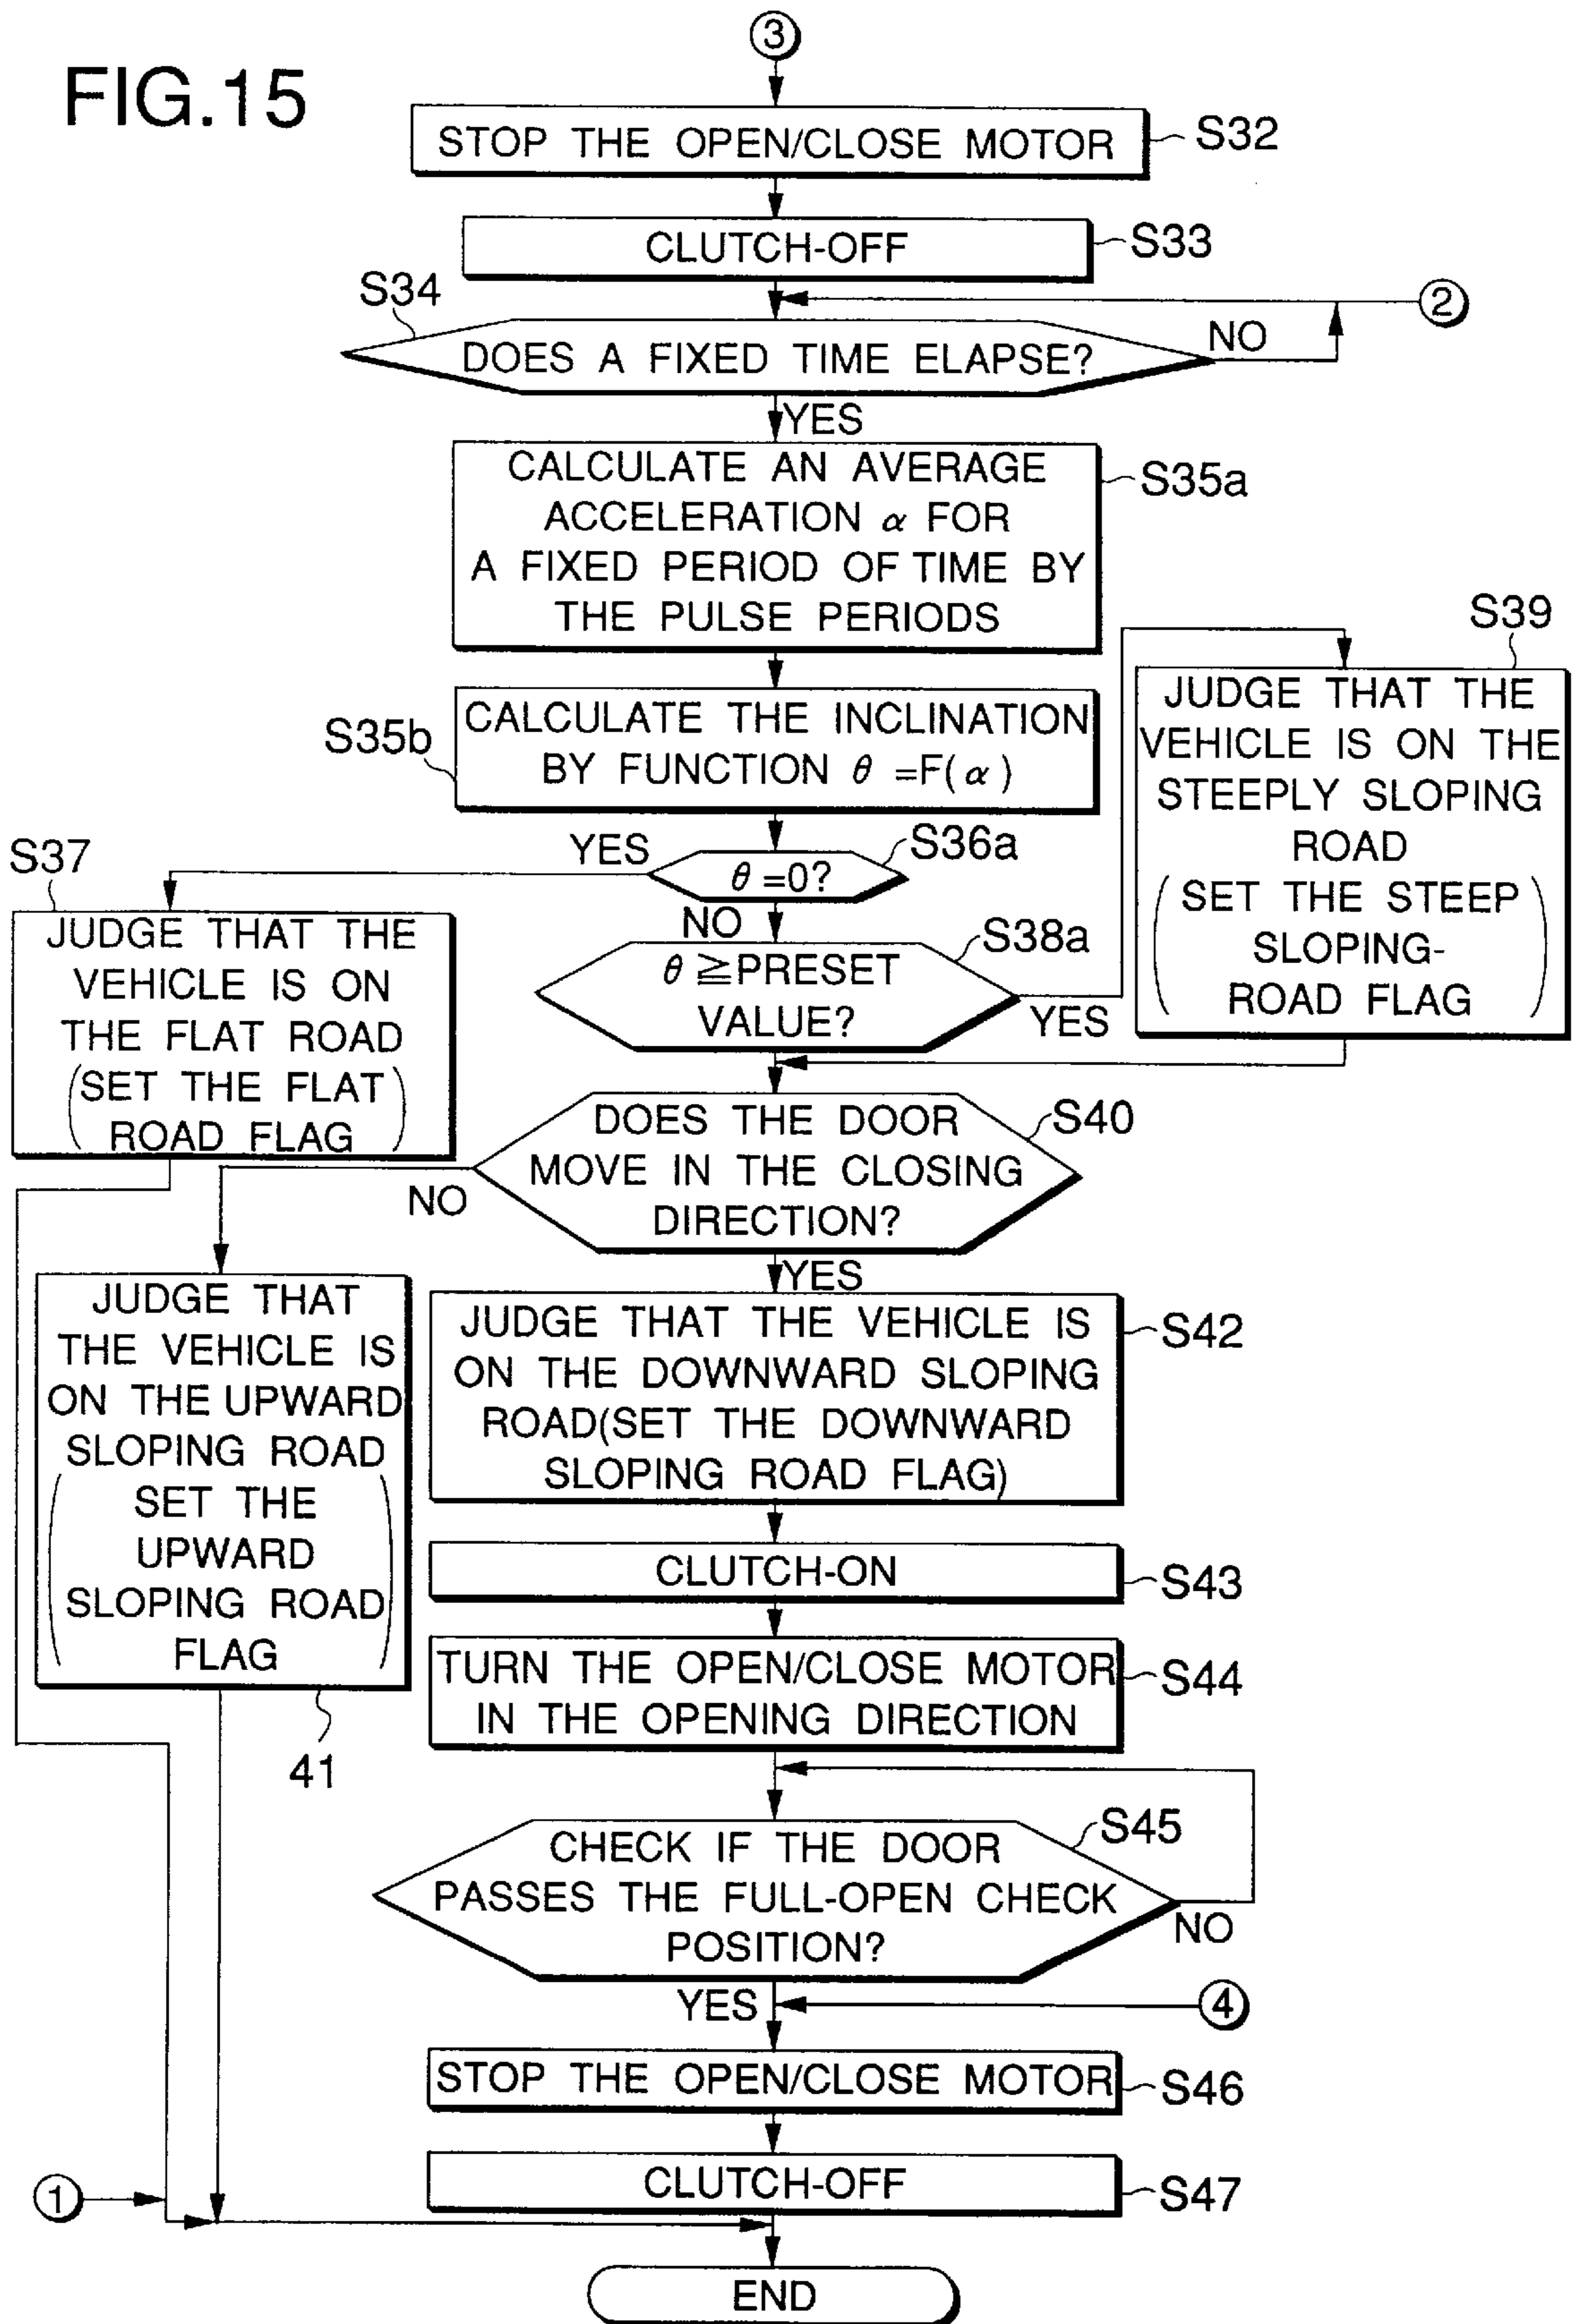 FIG.15
3
STOP THE OPEN/CLOSE MOTOR
S32
CLUTCH-OFF
S33
S34
2
DOES A FIXED TIME ELAPSE?
NO
YES
CALCULATE AN AVERAGE
ACCELERATION α FOR
A FIXED PERIOD OF TIME BY
THE PULSE PERIODS
S35a
S35b
CALCULATE THE INCLINATION
BY FUNCTION θ =F(α)
S39
JUDGE THAT THE
VEHICLE IS ON THE
STEEPLY SLOPING
ROAD
(SET THE STEEP
SLOPING-
ROAD FLAG)
S36a
θ =0?
YES
NO
S37
JUDGE THAT THE
VEHICLE IS ON
THE FLAT ROAD
(SET THE FLAT
ROAD FLAG)
S38a
θ ≧PRESET
VALUE?
YES
S40
DOES THE DOOR
MOVE IN THE CLOSING
DIRECTION?
NO
YES
JUDGE THAT
THE VEHICLE IS
ON THE UPWARD
SLOPING ROAD
(SET THE
UPWARD
SLOPING ROAD
FLAG)
41
JUDGE THAT THE VEHICLE IS
ON THE DOWNWARD SLOPING
ROAD(SET THE DOWNWARD
SLOPING ROAD FLAG)
S42
CLUTCH-ON
S43
TURN THE OPEN/CLOSE MOTOR
IN THE OPENING DIRECTION
S44
S45
CHECK IF THE DOOR
PASSES THE FULL-OPEN CHECK
POSITION?
NO
YES
4
STOP THE OPEN/CLOSE MOTOR
S46
CLUTCH-OFF
S47
1
END